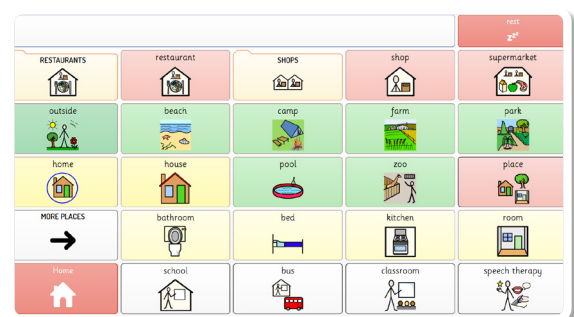 rest
zzz
RESTAURANTS
restaurant
SHOPS
shop
supermarket
outside
beach
camp
farm
park
home
house
pool
zoo
place
MORE PLACES
bathroom
bed
kitchen
room
Home
school
bus
classroom
speech therapy